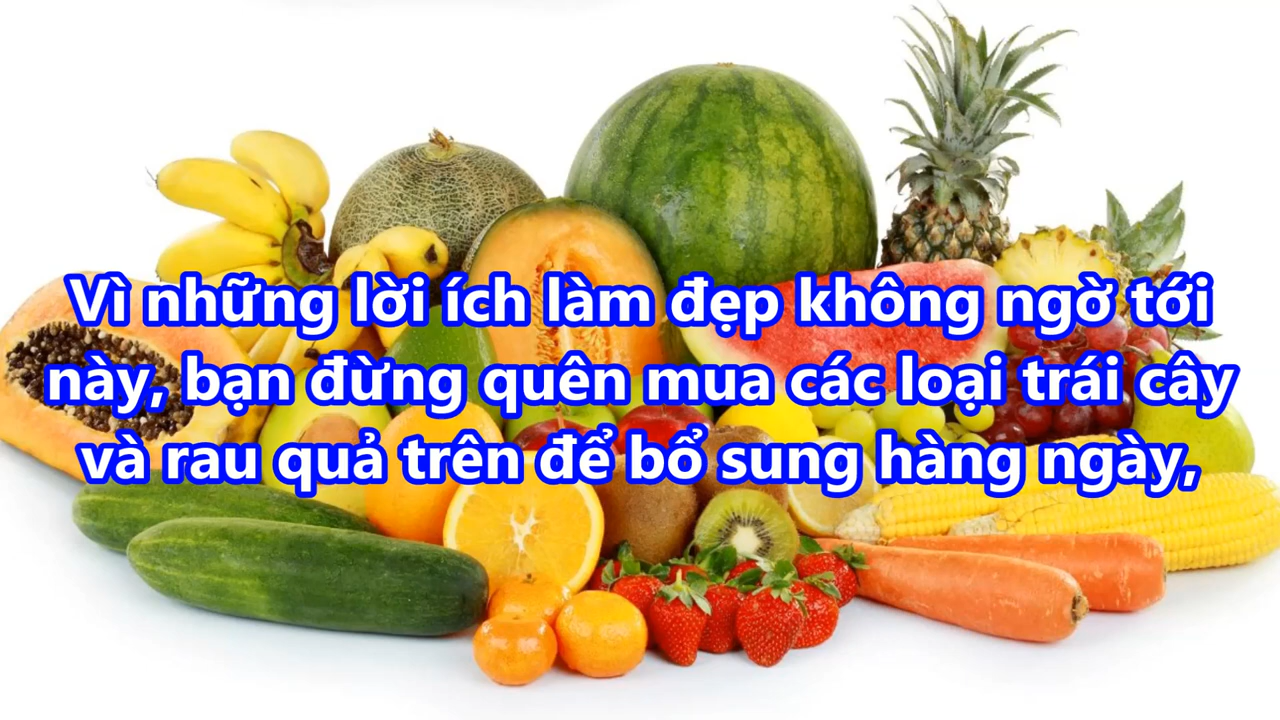 Vì những lời ích làm đẹp không ngờ tới
này, bạn đừng quên mua các loại trái cây
và rau quả trên để bổ sung hàng ngày,